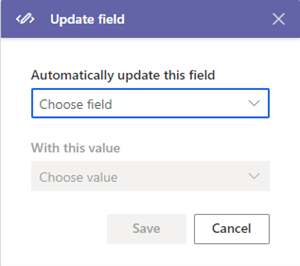 Update field
Automatically update this field
Choose field
With this value
Choose value
Save Cancel